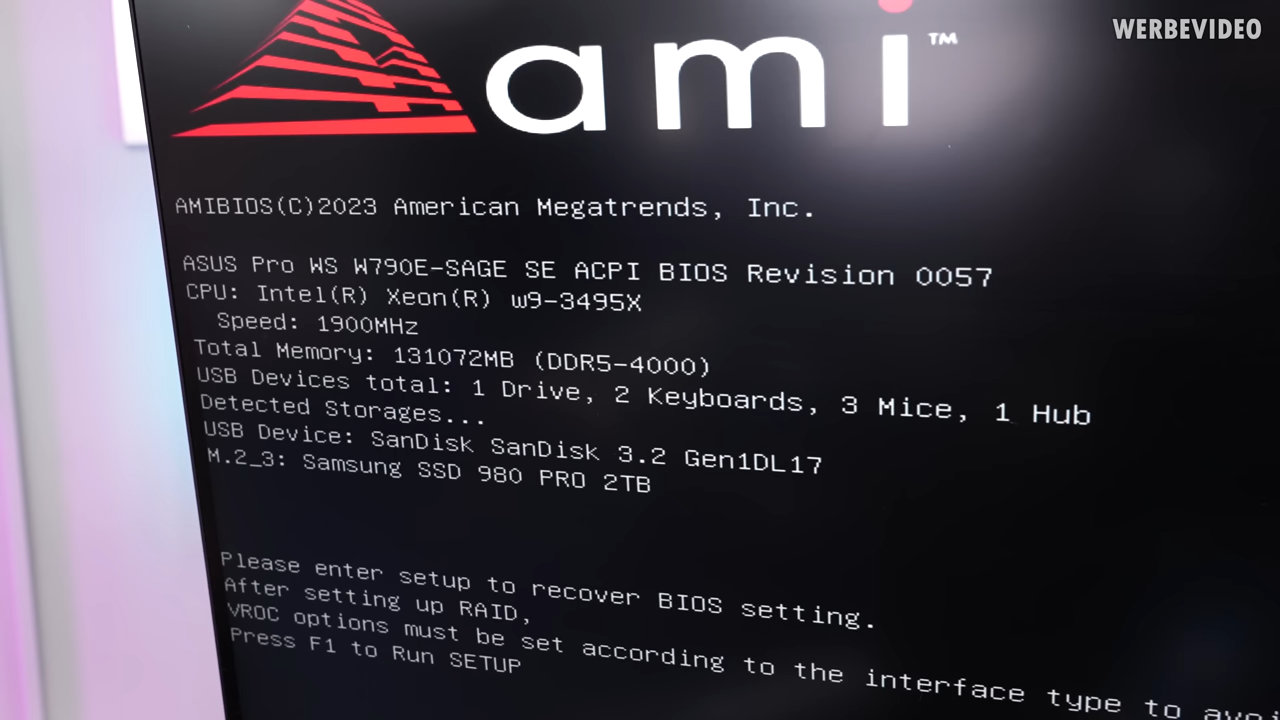 WERBEVIDEO
ami™
AMIBIOS(C)2023 American Megatrends, Inc.
ASUS Pro WS W790E-SAGE SE ACPI BIOS Revision 0057
CPU: Intel(R) Xeon(R) w9-3495X
Speed: 1900MHz
Total Memory: 131072MB (DDR5-4000)
USB Devices total: 1 Drive, 2 Keyboards, 3 Mice, 1 Hub
Detected Storages...
USB Device: SanDisk SanDisk 3.2 Gen1DL17
M.2_3: Samsung SSD 980 PRO 2TB
Please enter setup to recover BIOS setting.
After setting up RAID,
VROC options must be set according to the interface type to
Press F1 to Run SETUP